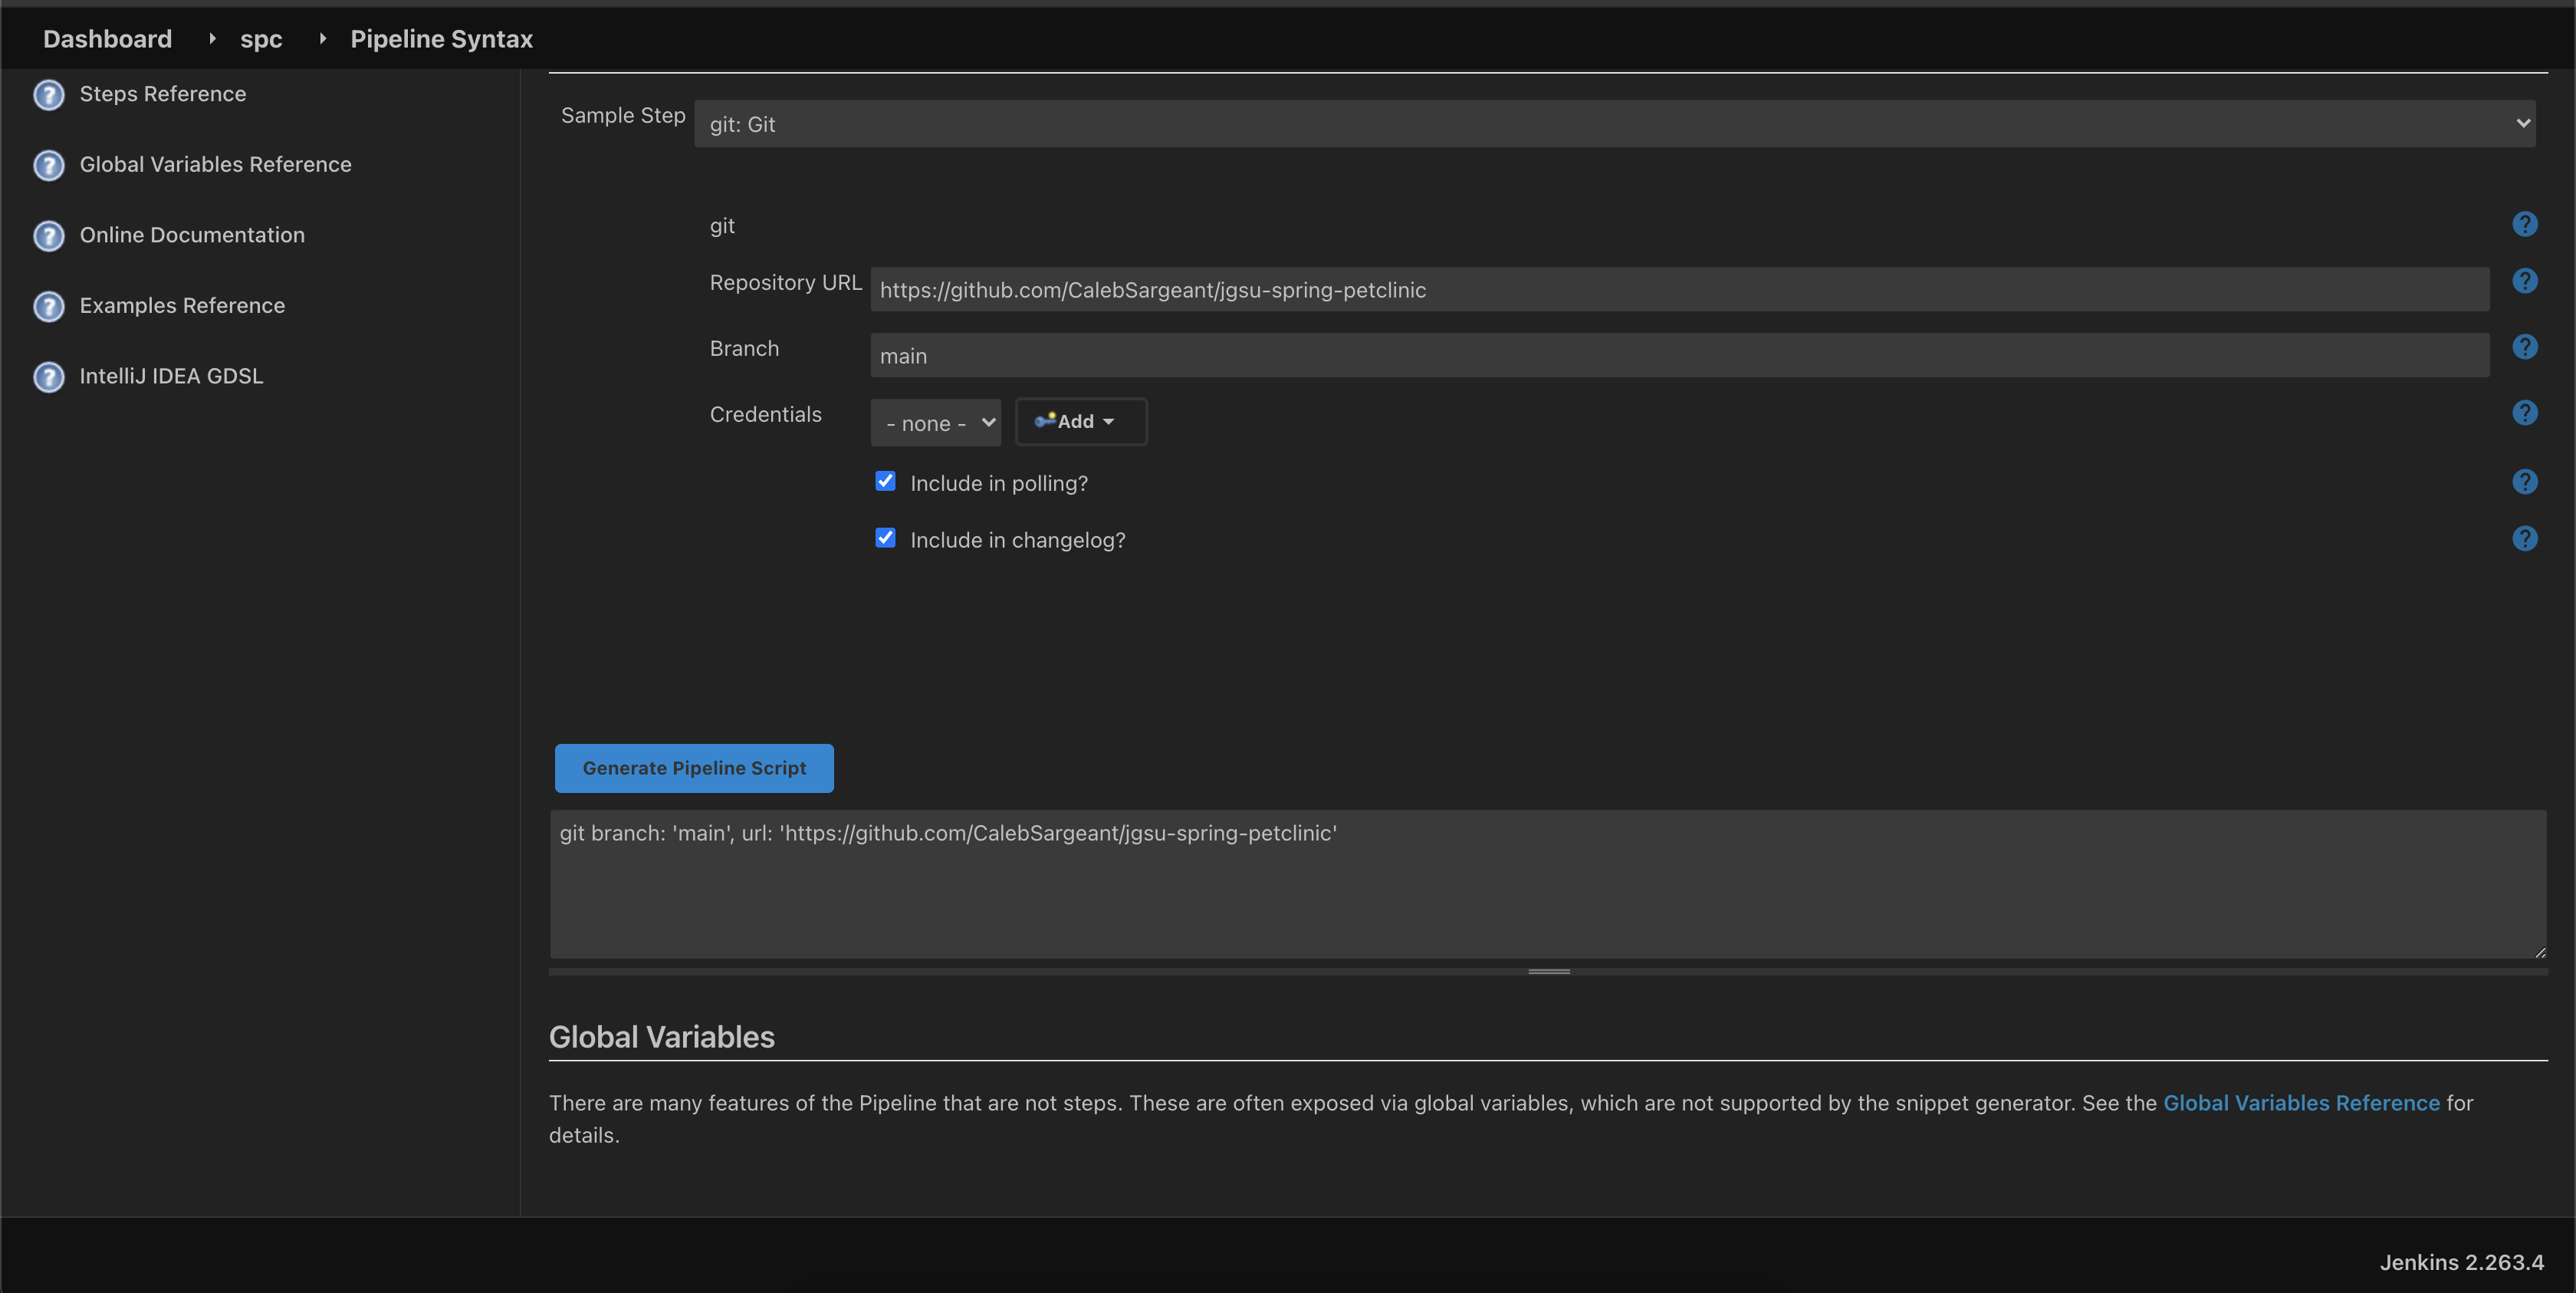 Dashboard spc Pipeline Syntax
Steps Reference
Global Variables Reference
Online Documentation
Examples Reference
IntelliJ IDEA GDSL
Sample Step
git: Git
git
Repository URL
https://github.com/CalebSargeant/jgsu-spring-petclinic
Branch
main
Credentials
- none -
Add
Include in polling?
Include in changelog?
Generate Pipeline Script
git branch: 'main', url: 'https://github.com/CalebSargeant/jgsu-spring-petclinic'
Global Variables
There are many features of the Pipeline that are not steps. These are often exposed via global variables, which are not supported by the snippet generator. See the Global Variables Reference for
details.
Jenkins 2.263.4